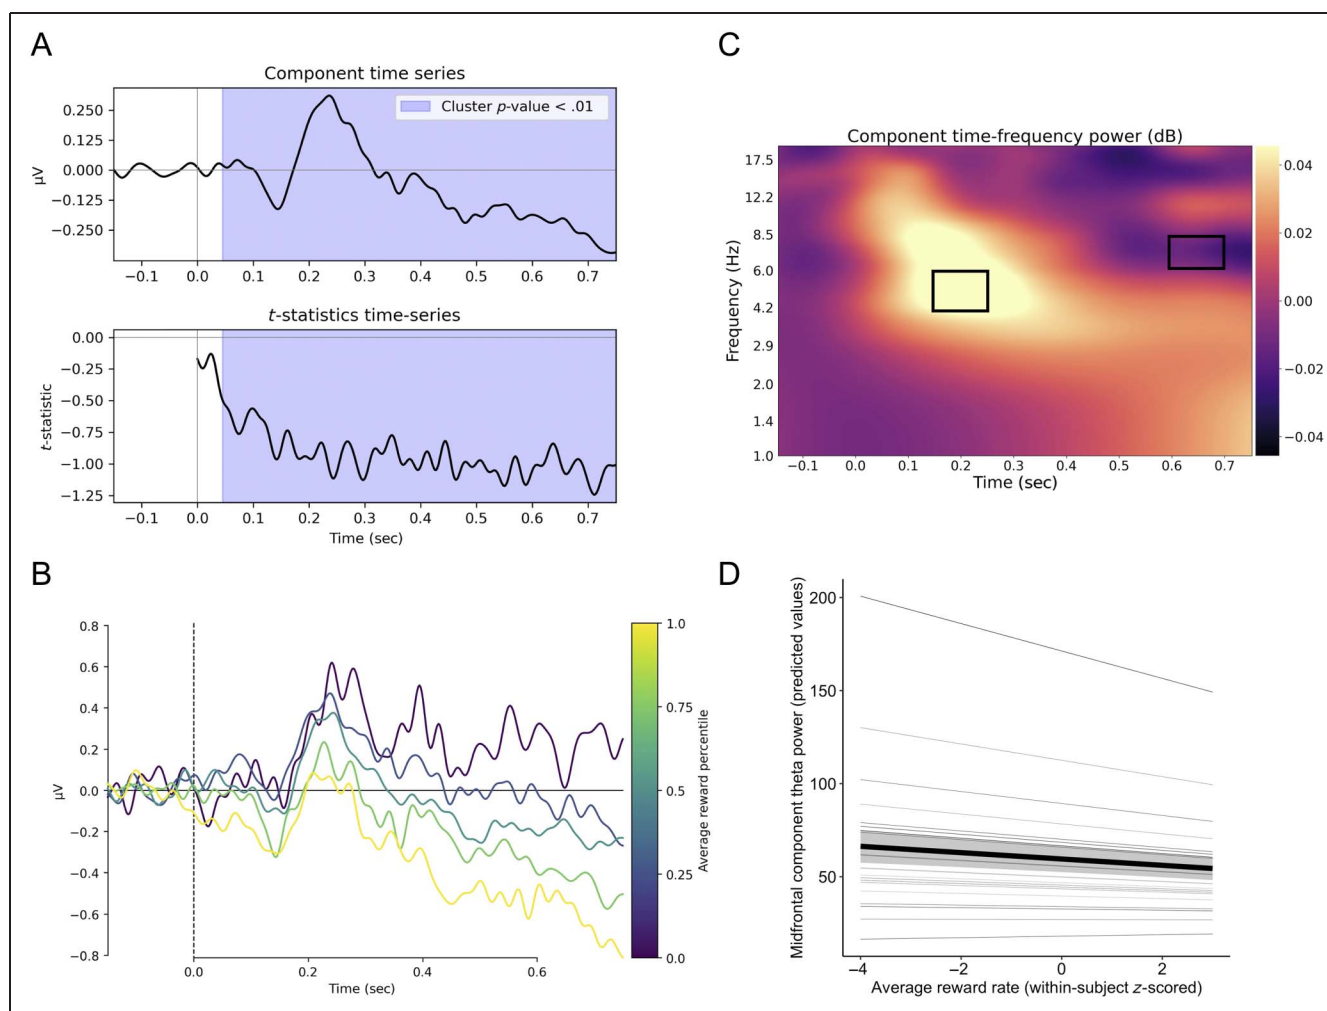 A
Component time series
0.250
0.125
0.000
−0.125
−0.250
μV
Cluster p-value < .01
−0.1 0.0 0.1 0.2 0.3 0.4 0.5 0.6 0.7
t-statistics time-series
0.00
−0.25
−0.50
−0.75
−1.00
−1.25
t-statistic
−0.1 0.0 0.1 0.2 0.3 0.4 0.5 0.6 0.7
Time (sec)
B
0.8
0.6
0.4
0.2
0.0
−0.2
−0.4
−0.6
−0.8
μV
0.0 0.2 0.4 0.6
Time (sec)
1.0
0.75
0.5
0.25
0.0
Average reward percentile
C
Component time-frequency power (dB)
17.5
12.2
8.5
6.0
4.2
2.9
2.0
1.4
1.0
Frequency (Hz)
−0.1 0.0 0.1 0.2 0.3 0.4 0.5 0.6 0.7
Time (sec)
0.04
0.02
0.00
−0.02
−0.04
D
200
150
100
50
Midfrontal component theta power (predicted values)
−4 −2 0 2
Average reward rate (within-subject z-scored)